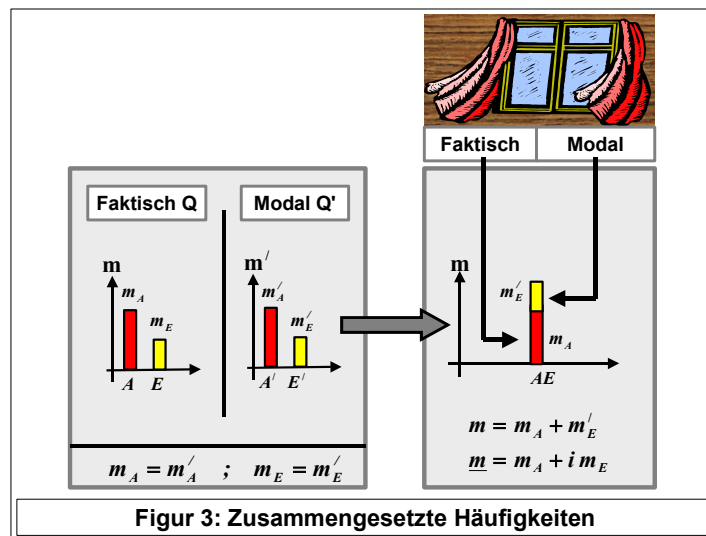 Faktisch Modal
Faktisch Q Modal Q'
m m′
m_A m_E m′_A m′_E
A E A′ E′
m_A = m′_A ; m_E = m′_E
m
m′_E
m_A
AE
m = m_A + m′_E
<u>m</u> = m_A + i m_E
Figur 3: Zusammengesetzte Häufigkeiten